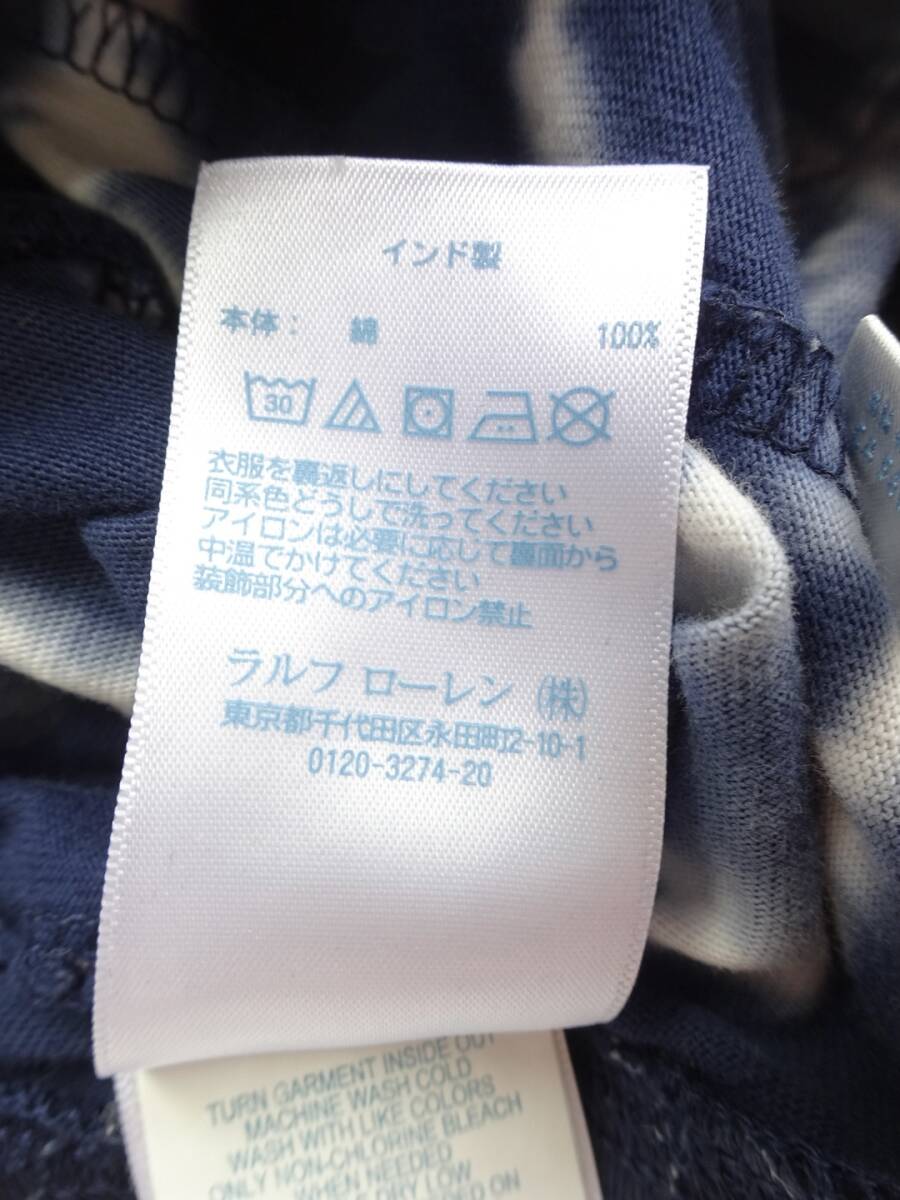 インド製
本体： 綿 100%
30
衣服を裏返しにしてください
同系色どうしで洗ってください
アイロンは必要に応じて裏面から
中温でかけてください
装飾部分へのアイロン禁止
ラルフ ローレン (株)
東京都千代田区永田町2-10-1
0120-3274-20
TURN GARMENT INSIDE OUT
MACHINE WASH COLD
WASH WITH LIKE COLORS
ONLY NON-CHLORINE BLEACH
WHEN NEEDED
DRY LOW